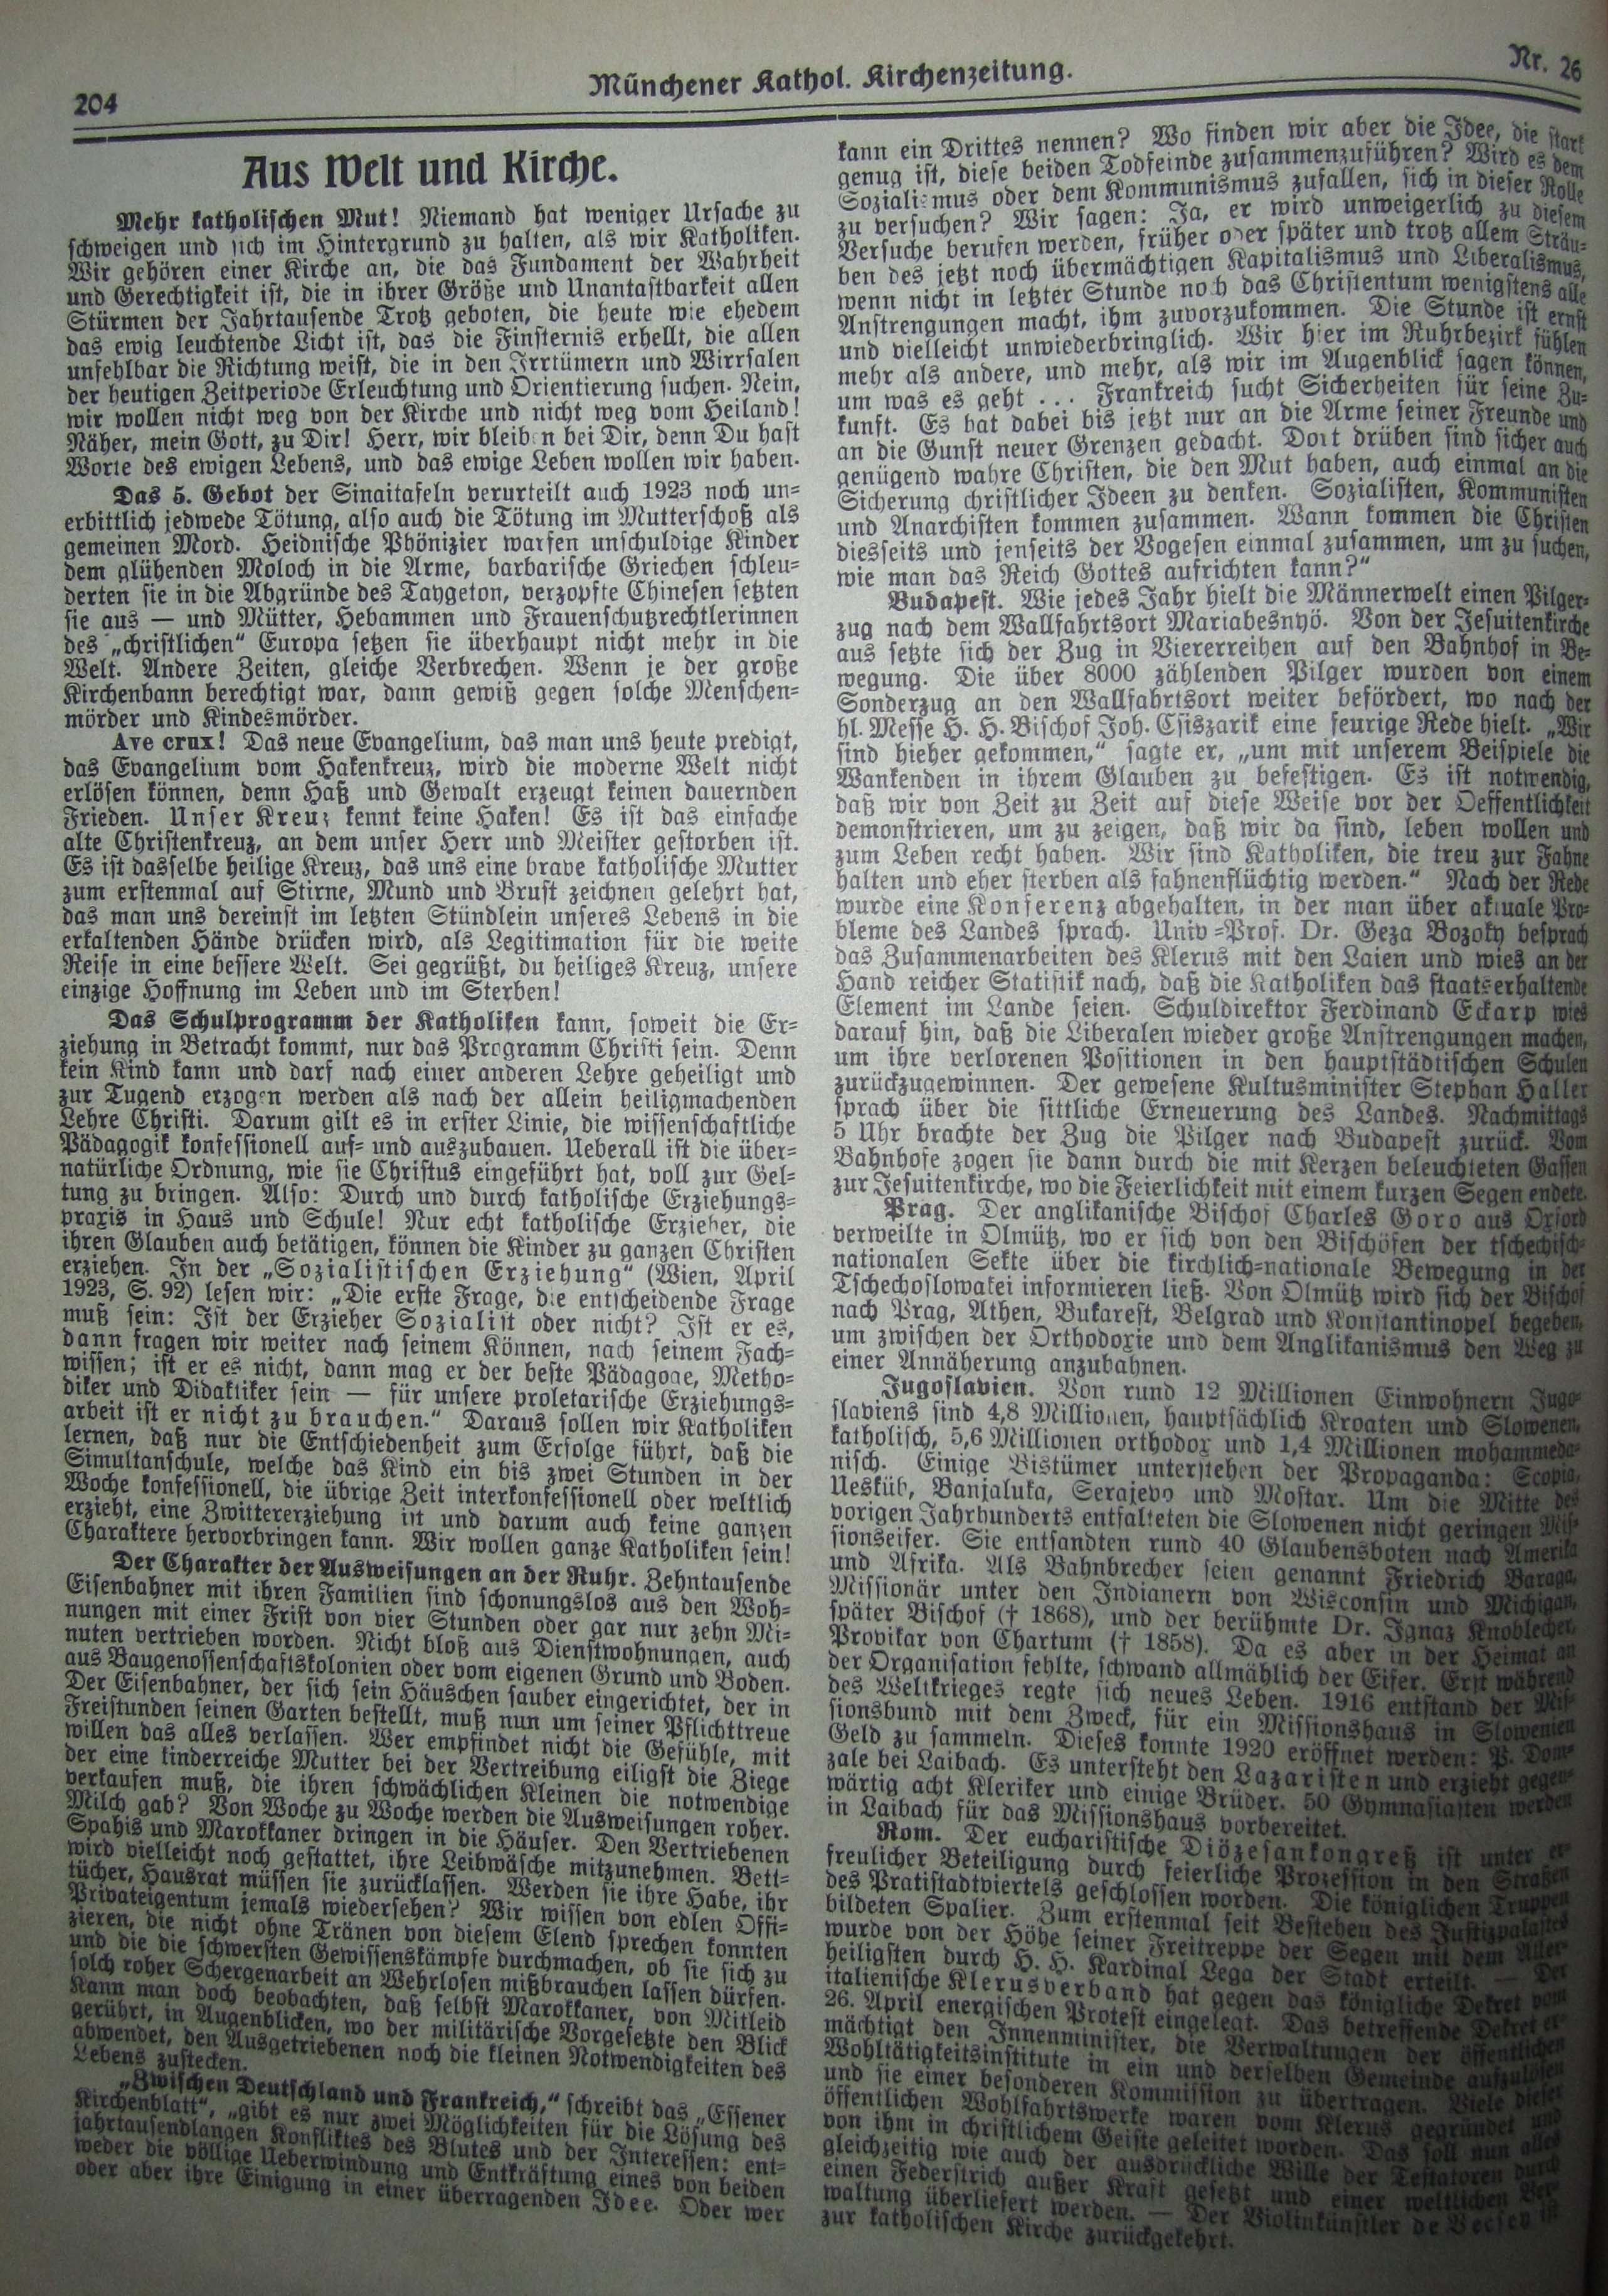 204
Münchener Kathol. Kirchenzeitung.
Nr. 26
Aus Welt und Kirche.
Mehr katholischen Mut! Niemand hat weniger Ursache zu
schweigen und sich im Hintergrund zu halten, als wir Katholiken.
Wir gehören einer Kirche an, die das Fundament der Wahrheit
und Gerechtigkeit ist, die in ihrer Größe und Unantastbarkeit allen
Stürmen der Jahrtausende Trotz geboten, die heute wie ehedem
das ewig leuchtende Licht ist, das die Finsternis erhellt, die allen
unfehlbar die Richtung weist, die in den Irrtümern und Wirrsalen
der heutigen Zeitperiode Erleuchtung und Orientierung suchen. Nein,
wir wollen nicht weg von der Kirche und nicht weg vom Heiland!
Näher, mein Gott, zu Dir! Herr, wir bleiben bei Dir, denn Du hast
Worte des ewigen Lebens, und das ewige Leben wollen wir haben.
Das 5. Gebot der Sinaitafeln verurteilt auch 1923 noch un=
erbittlich jedwede Tötung, also auch die Tötung im Mutterschoß als
gemeinen Mord. Heidnische Phönizier warfen unschuldige Kinder
dem glühenden Moloch in die Arme, barbarische Griechen schleu=
derten sie in die Abgründe des Taygeton, verzopfte Chinesen setzten
sie aus — und Mütter, Hebammen und Frauenschutzrechtlerinnen
des „christlichen“ Europa setzen sie überhaupt nicht mehr in die
Welt. Andere Zeiten, gleiche Verbrechen. Wenn je der große
Kirchenbann berechtigt war, dann gewiß gegen solche Menschen=
mörder und Kindesmörder.
Ave crux! Das neue Evangelium, das man uns heute predigt,
das Evangelium vom Hakenkreuz, wird die moderne Welt nicht
erlösen können, denn Haß und Gewalt erzeugt keinen dauernden
Frieden. Unser Kreuz kennt keine Haken! Es ist das einfache
alte Christenkreuz, an dem unser Herr und Meister gestorben ist.
Es ist dasselbe heilige Kreuz, das uns eine brave katholische Mutter
zum erstenmal auf Stirne, Mund und Brust zeichnen gelehrt hat,
das man uns dereinst im letzten Stündlein unseres Lebens in die
erkaltenden Hände drücken wird, als Legitimation für die weite
Reise in eine bessere Welt. Sei gegrüßt, du heiliges Kreuz, unsere
einzige Hoffnung im Leben und im Sterben!
Das Schulprogramm der Katholiken kann, soweit die Er=
ziehung in Betracht kommt, nur das Programm Christi sein. Denn
kein Kind kann und darf nach einer anderen Lehre geheiligt und
zur Tugend erzogen werden als nach der allein heiligmachenden
Lehre Christi. Darum gilt es in erster Linie, die wissenschaftliche
Pädagogik konfessionell auf= und auszubauen. Ueberall ist die über=
natürliche Ordnung, wie sie Christus eingeführt hat, voll zur Gel=
tung zu bringen. Also: Durch und durch katholische Erziehungs=
praxis in Haus und Schule! Nur echt katholische Erzieher, die
ihren Glauben auch betätigen, können die Kinder zu ganzen Christen
erziehen. In der „Sozialistischen Erziehung“ (Wien, April
1923, S. 92) lesen wir: „Die erste Frage, die entscheidende Frage
muß sein: Ist der Erzieher Sozialist oder nicht? Ist er es,
dann fragen wir weiter nach seinem Können, nach seinem Fach=
wissen; ist er es nicht, dann mag er der beste Pädagoge, Metho=
diker und Didaktiker sein — für unsere proletarische Erziehungs=
arbeit ist er nicht zu brauchen.“ Daraus sollen wir Katholiken
lernen, daß nur die Entschiedenheit zum Erfolge führt, daß die
Simultanschule, welche das Kind ein bis zwei Stunden in der
Woche konfessionell, die übrige Zeit interkonfessionell oder weltlich
erzieht, eine Zwittererziehung ist und darum auch keine ganzen
Charaktere hervorbringen kann. Wir wollen ganze Katholiken sein!
Der Charakter der Ausweisungen an der Ruhr. Zehntausende
Eisenbahner mit ihren Familien sind schonungslos aus den Woh=
nungen mit einer Frist von vier Stunden oder gar nur zehn Mi=
nuten vertrieben worden. Nicht bloß aus Dienstwohnungen, auch
aus Baugenossenschaftskolonien oder vom eigenen Grund und Boden.
Der Eisenbahner, der sich sein Häuschen sauber eingerichtet, der in
Freistunden seinen Garten bestellt, muß nun um seiner Pflichttreue
willen das alles verlassen. Wer empfindet nicht die Gefühle, mit
der eine kinderreiche Mutter bei der Vertreibung eiligst die Ziege
verkaufen muß, die ihren schwächlichen Kleinen die notwendige
Milch gab? Von Woche zu Woche werden die Ausweisungen roher.
Spahis und Marokkaner dringen in die Häuser. Den Vertriebenen
wird vielleicht noch gestattet, ihre Leibwäsche mitzunehmen. Bett=
tücher, Hausrat müssen sie zurücklassen. Werden sie ihre Habe, ihr
Privateigentum jemals wiedersehen? Wir wissen von edlen Offi=
zieren, die nicht ohne Tränen von diesem Elend sprechen konnten
und die die schwersten Gewissenskämpfe durchmachen, ob sie sich zu
solch roher Schergenarbeit an Wehrlosen mißbrauchen lassen dürfen.
Kann man doch beobachten, daß selbst Marokkaner, von Mitleid
gerührt, in Augenblicken, wo der militärische Vorgesetzte den Blick
abwendet, den Ausgetriebenen noch die kleinen Notwendigkeiten des
Lebens zustecken.
„Zwischen Deutschland und Frankreich,“ schreibt das „Essener
Kirchenblatt“, „gibt es nur zwei Möglichkeiten für die Lösung des
jahrtausendlangen Konfliktes des Blutes und der Interessen: ent=
weder die völlige Ueberwindung und Entkräftung eines von beiden
oder aber ihre Einigung in einer überragenden Idee. Oder wer
kann ein Drittes nennen? Wo finden wir aber die Idee, die stark
genug ist, diese beiden Todfeinde zusammenzuführen? Wird es dem
Sozialismus oder dem Kommunismus zufallen, sich in dieser Rolle
zu versuchen? Wir sagen: Ja, er wird unweigerlich zu diesem
Versuche berufen werden, früher oder später und trotz allem Sträu=
ben des jetzt noch übermächtigen Kapitalismus und Liberalismus,
wenn nicht in letzter Stunde noch das Christentum wenigstens alle
Anstrengungen macht, ihm zuvorzukommen. Die Stunde ist ernst
und vielleicht unwiederbringlich. Wir hier im Ruhrbezirk fühlen
mehr als andere, und mehr, als wir im Augenblick sagen können,
um was es geht ... Frankreich sucht Sicherheiten für seine Zu=
kunft. Es hat dabei bis jetzt nur an die Arme seiner Freunde und
an die Gunst neuer Grenzen gedacht. Dort drüben sind sicher auch
genügend wahre Christen, die den Mut haben, auch einmal an die
Sicherung christlicher Ideen zu denken. Sozialisten, Kommunisten
und Anarchisten kommen zusammen. Wann kommen die Christen
diesseits und jenseits der Vogesen einmal zusammen, um zu suchen,
wie man das Reich Gottes aufrichten kann?“
Budapest. Wie jedes Jahr hielt die Männerwelt einen Pilger=
zug nach dem Wallfahrtsort Mariabesnyö. Von der Jesuitenkirche
aus setzte sich der Zug in Viererreihen auf den Bahnhof in Be=
wegung. Die über 8000 zählenden Pilger wurden von einem
Sonderzug an den Wallfahrtsort weiter befördert, wo nach der
hl. Messe H. H. Bischof Joh. Csiszarik eine feurige Rede hielt. „Wir
sind hieher gekommen,“ sagte er, „um mit unserem Beispiele die
Wankenden in ihrem Glauben zu befestigen. Es ist notwendig,
daß wir von Zeit zu Zeit auf diese Weise vor der Oeffentlichkeit
demonstrieren, um zu zeigen, daß wir da sind, leben wollen und
zum Leben recht haben. Wir sind Katholiken, die treu zur Fahne
halten und eher sterben als fahnenflüchtig werden.“ Nach der Rede
wurde eine Konferenz abgehalten, in der man über aktuale Pro=
bleme des Landes sprach. Univ=Prof. Dr. Geza Bozoky besprach
das Zusammenarbeiten des Klerus mit den Laien und wies an der
Hand reicher Statistik nach, daß die Katholiken das staatserhaltende
Element im Lande seien. Schuldirektor Ferdinand Eckarp wies
darauf hin, daß die Liberalen wieder große Anstrengungen machen,
um ihre verlorenen Positionen in den hauptstädtischen Schulen
zurückzugewinnen. Der gewesene Kultusminister Stephan Haller
sprach über die sittliche Erneuerung des Landes. Nachmittags
5 Uhr brachte der Zug die Pilger nach Budapest zurück. Vom
Bahnhofe zogen sie dann durch die mit Kerzen beleuchteten Gassen
zur Jesuitenkirche, wo die Feierlichkeit mit einem kurzen Segen endete.
Prag. Der anglikanische Bischof Charles Goro aus Oxford
verweilte in Olmütz, wo er sich von den Bischöfen der tschechisch=
nationalen Sekte über die kirchlich=nationale Bewegung in der
Tschechoslowakei informieren ließ. Von Olmütz wird sich der Bischof
nach Prag, Athen, Bukarest, Belgrad und Konstantinopel begeben,
um zwischen der Orthodoxie und dem Anglikanismus den Weg zu
einer Annäherung anzubahnen.
Jugoslavien. Von rund 12 Millionen Einwohnern Jugo=
slaviens sind 4,8 Millionen, hauptsächlich Kroaten und Slowenen,
katholisch, 5,6 Millionen orthodox und 1,4 Millionen mohammeda=
nisch. Einige Bistümer unterstehen der Propaganda: Scopia,
Uesküb, Banjaluka, Serajevo und Mostar. Um die Mitte des
vorigen Jahrhunderts entfalteten die Slowenen nicht geringen Mis=
sionseifer. Sie entsandten rund 40 Glaubensboten nach Amerika
und Afrika. Als Bahnbrecher seien genannt Friedrich Baraga,
Missionär unter den Indianern von Wisconsin und Michigan,
später Bischof († 1868), und der berühmte Dr. Ignaz Knoblecher,
Provikar von Chartum († 1858). Da es aber in der Heimat an
der Organisation fehlte, schwand allmählich der Eifer. Erst während
des Weltkrieges regte sich neues Leben. 1916 entstand der Mis=
sionsbund mit dem Zweck, für ein Missionshaus in Slowenien
Geld zu sammeln. Dieses konnte 1920 eröffnet werden: P. Dom=
zale bei Laibach. Es untersteht den Lazaristen und erzieht gegen=
wärtig acht Kleriker und einige Brüder. 50 Gymnasiasten werden
in Laibach für das Missionshaus vorbereitet.
Rom. Der eucharistische Diözesankongreß ist unter er=
freulicher Beteiligung durch feierliche Prozession in den Straßen
des Pratistadtviertels geschlossen worden. Die königlichen Truppen
bildeten Spalier. Zum erstenmal seit Bestehen des Justizpalastes
wurde von der Höhe seiner Freitreppe der Segen mit dem Aller=
heiligsten durch H. H. Kardinal Lega der Stadt erteilt. — Der
italienische Klerusverband hat gegen das königliche Dekret vom
26. April energischen Protest eingelegt. Das betreffende Dekret er=
mächtigt den Innenminister, die Verwaltungen der öffentlichen
Wohltätigkeitsinstitute in ein und derselben Gemeinde aufzulösen
und sie einer besonderen Kommission zu übertragen. Viele dieser
öffentlichen Wohlfahrtswerke waren vom Klerus gegründet und
von ihm in christlichem Geiste geleitet worden. Das soll nun alles
gleichzeitig wie auch der ausdrückliche Wille der Testatoren durch
einen Federstrich außer Kraft gesetzt und einer weltlichen Ver=
waltung überliefert werden. — Der Violinkünstler de Vecsey ist
zur katholischen Kirche zurückgekehrt.